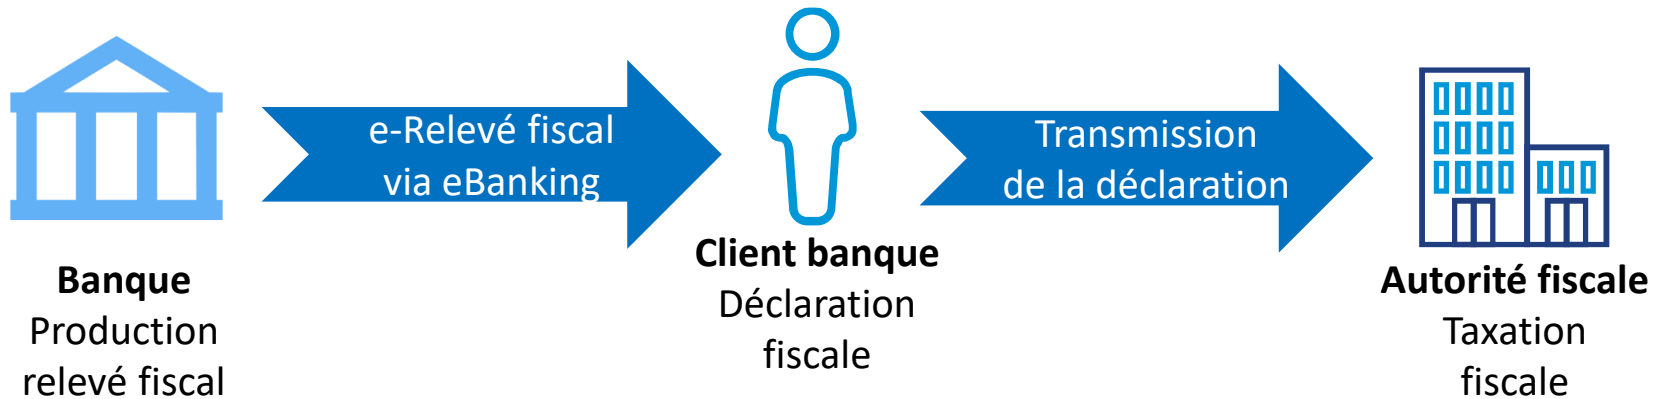 Banque
Production
relevé fiscal
e-Relevé fiscal
via eBanking
Client banque
Déclaration
fiscale
Transmission
de la déclaration
Autorité fiscale
Taxation
fiscale